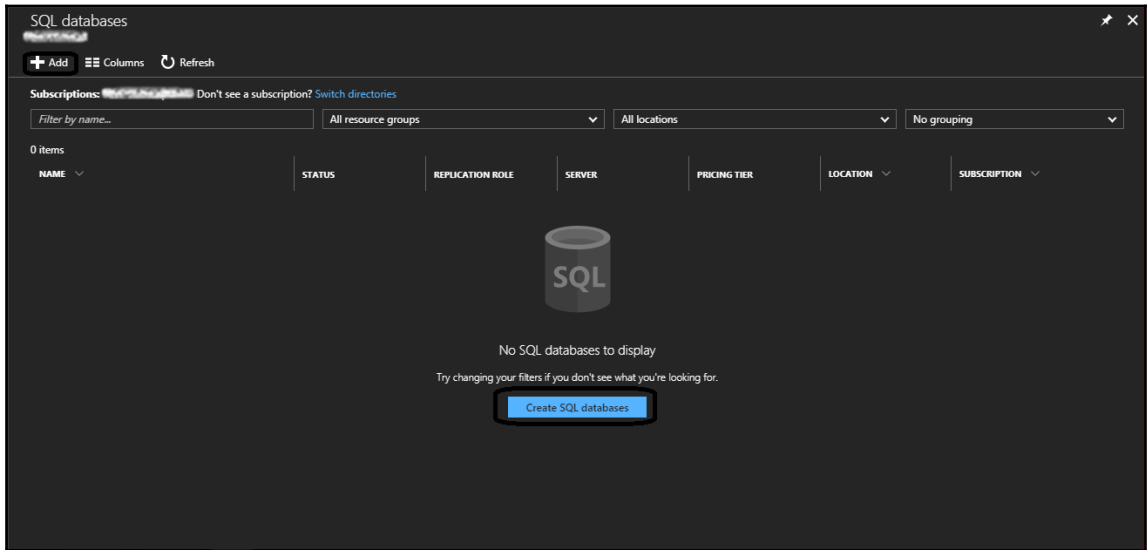 SQL databases
Add Columns Refresh
Subscriptions: Don't see a subscription? Switch directories
Filter by name... All resource groups All locations No grouping
0 items
NAME STATUS REPLICATION ROLE SERVER PRICING TIER LOCATION SUBSCRIPTION
SQL
No SQL databases to display
Try changing your filters if you don't see what you're looking for.
Create SQL databases